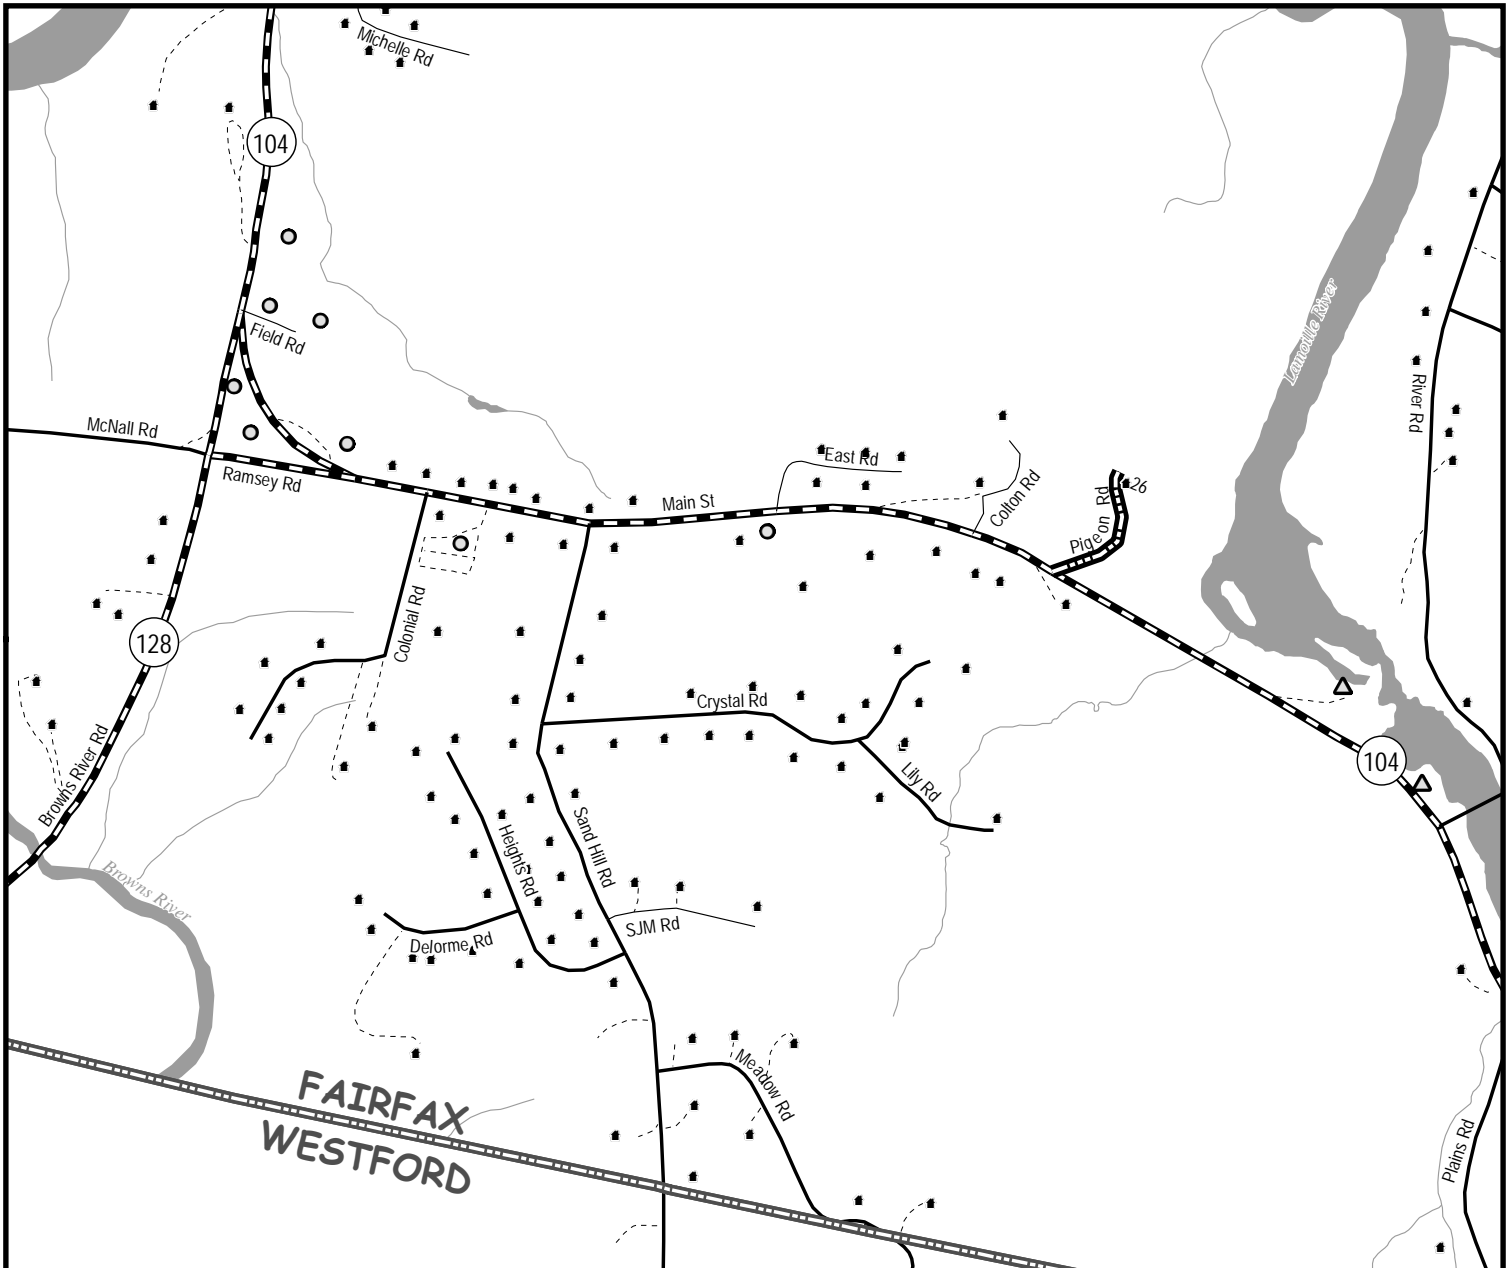 Michelle Rd
104
Field Rd
McNall Rd
Ramsey Rd
Main St
East Rd
Colton Rd
Pigeon Rd
26
Lamoille River
River Rd
Colonial Rd
128
Browns River Rd
Crystal Rd
Lily Rd
104
Heights Rd
Sand Hill Rd
Browns River
Delorme Rd
SJM Rd
Meadow Rd
FAIRFAX
WESTFORD
Plains Rd